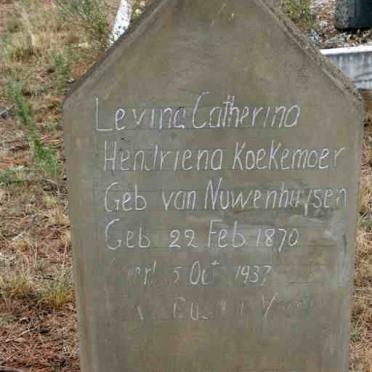 Levina Catherina
Hendriena Koekemoer
Geb van Nuwenhuysen
Geb 22 Feb 1870
5 Oct 1937